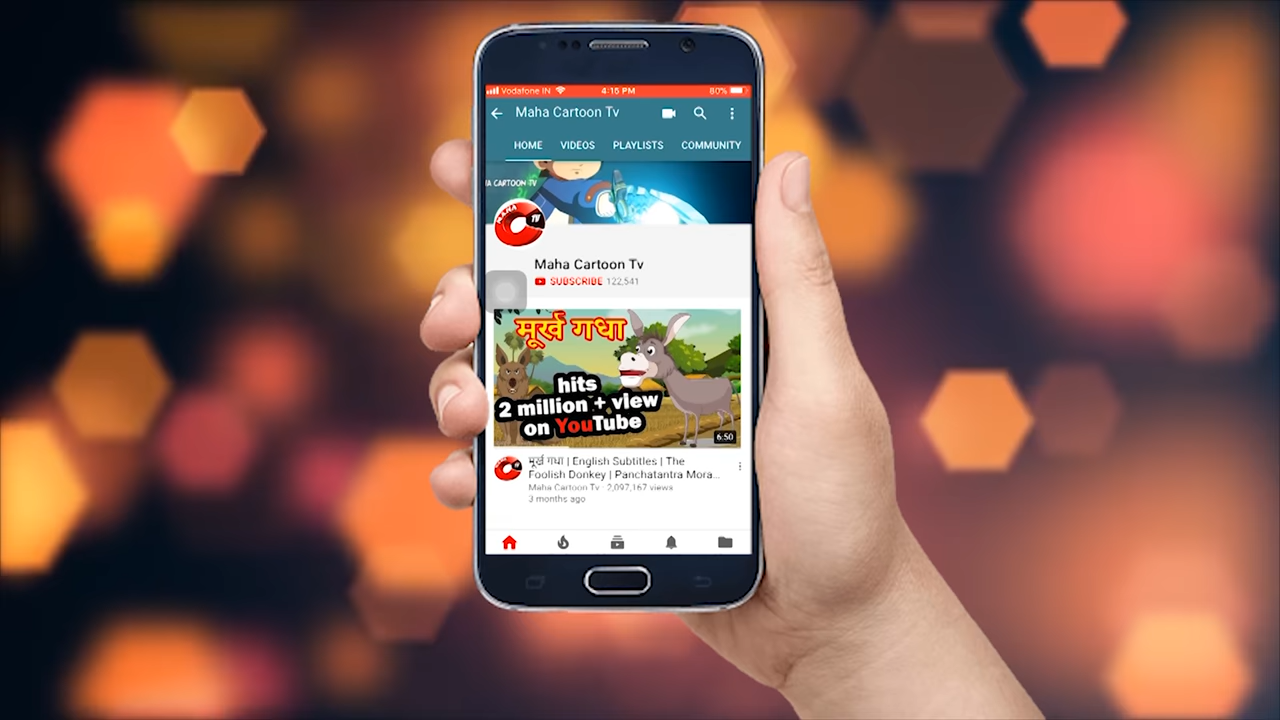 Vodafone IN
4:15 PM
80%
Maha Cartoon Tv
HOME VIDEOS PLAYLISTS COMMUNITY
A CARTOON TV
MAHA
TV
Maha Cartoon Tv
SUBSCRIBE 122,541
मूर्ख गधा
hits
2 million + view
on YouTube
6:50
मूर्ख गधा | English Subtitles | The
Foolish Donkey | Panchatantra Mora...
Maha Cartoon Tv · 2,097,167 views
3 months ago